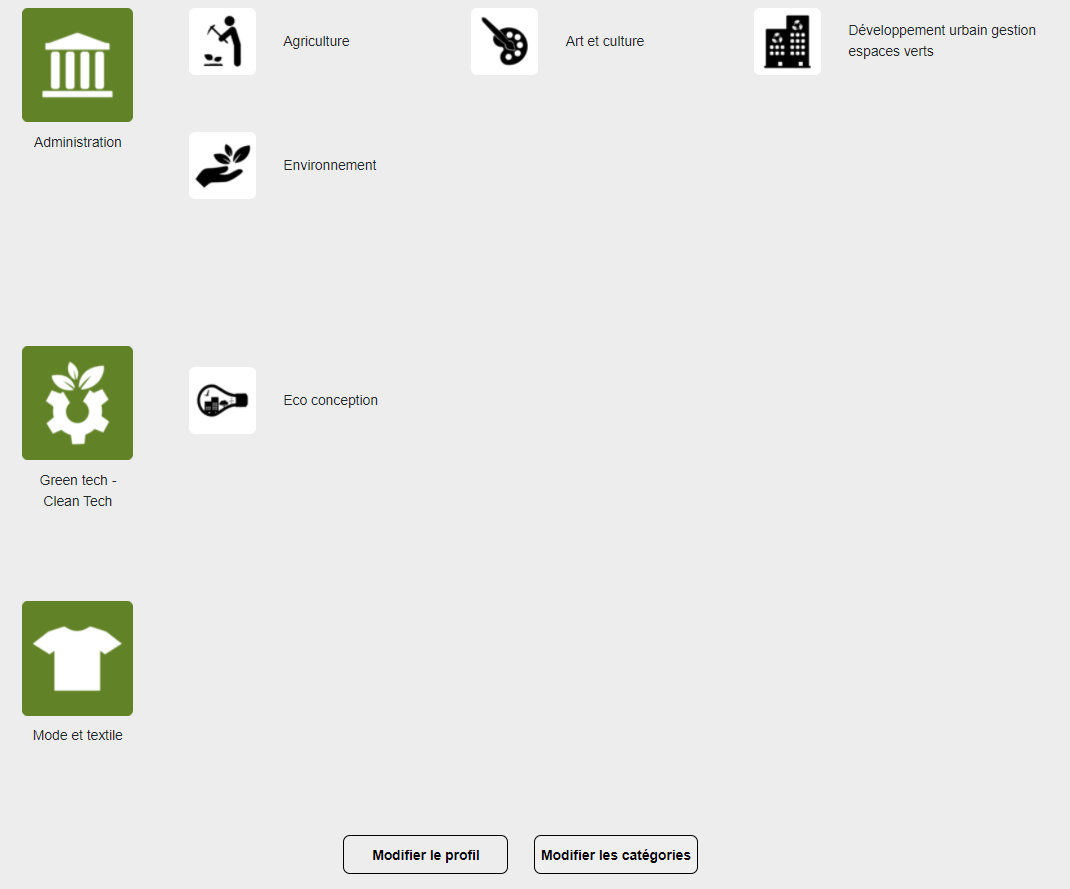 Administration
Agriculture
Art et culture
Développement urbain gestion
espaces verts
Environnement
Green tech -
Clean Tech
Eco conception
Mode et textile
Modifier le profil
Modifier les catégories